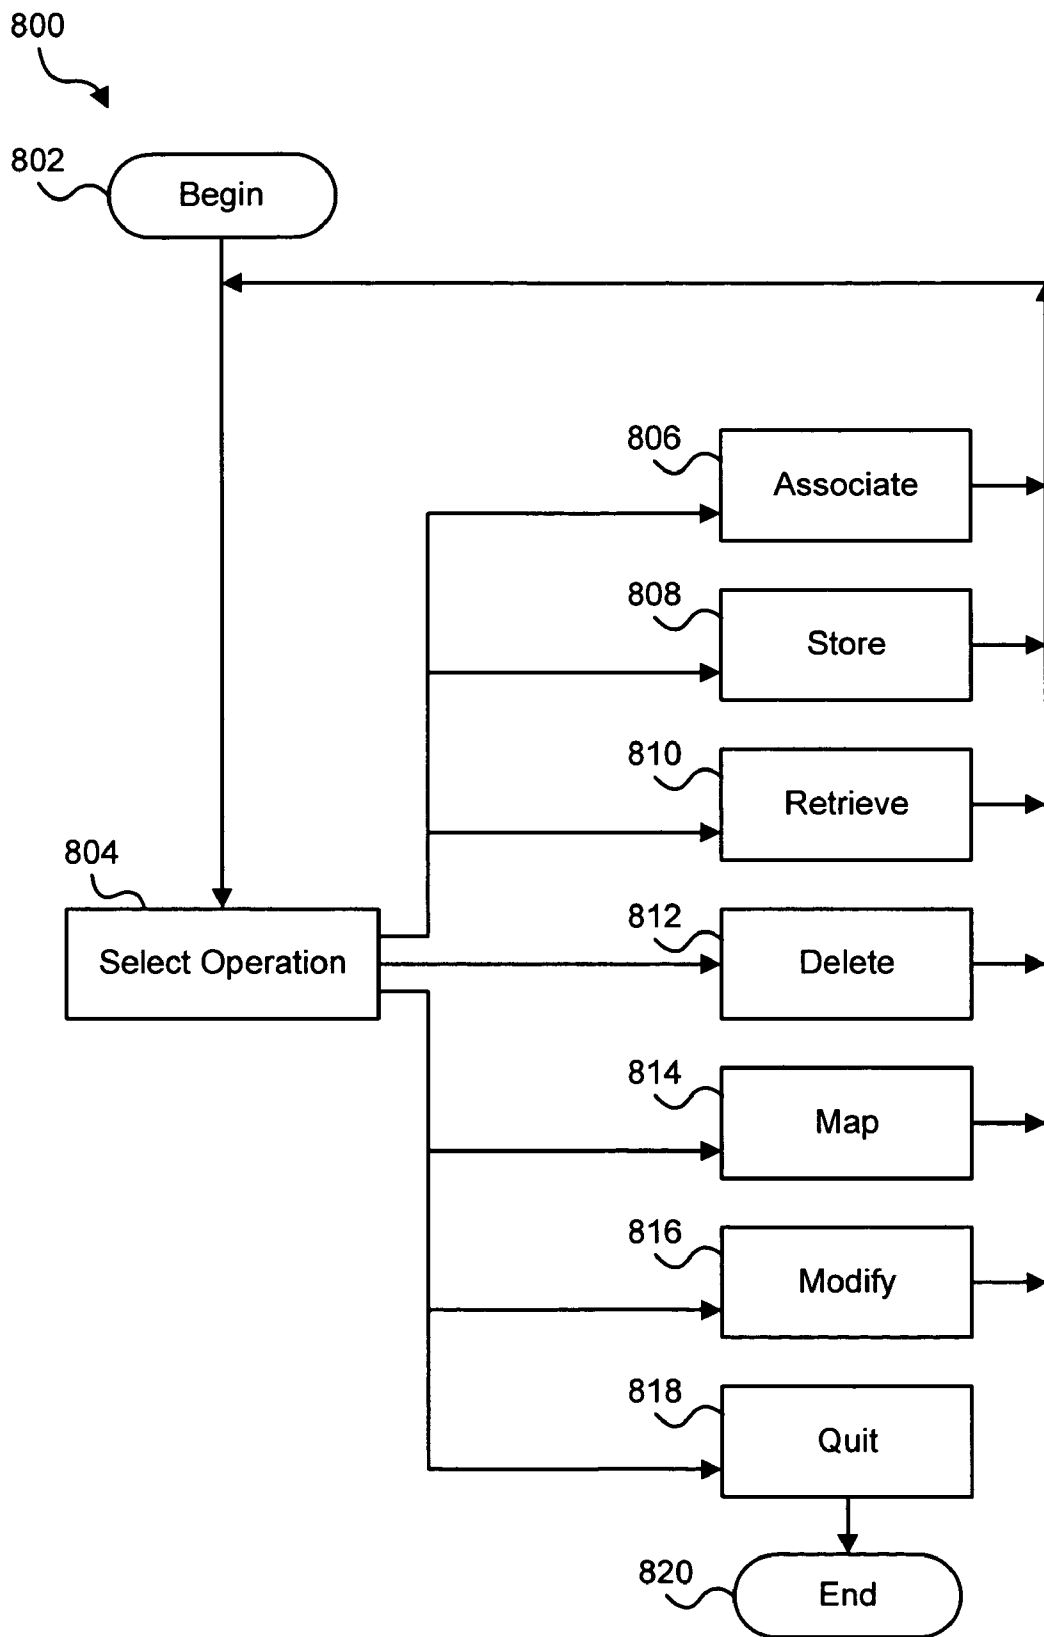 800
802
Begin
806
Associate
808
Store
810
Retrieve
804
Select Operation
812
Delete
814
Map
816
Modify
818
Quit
820
End